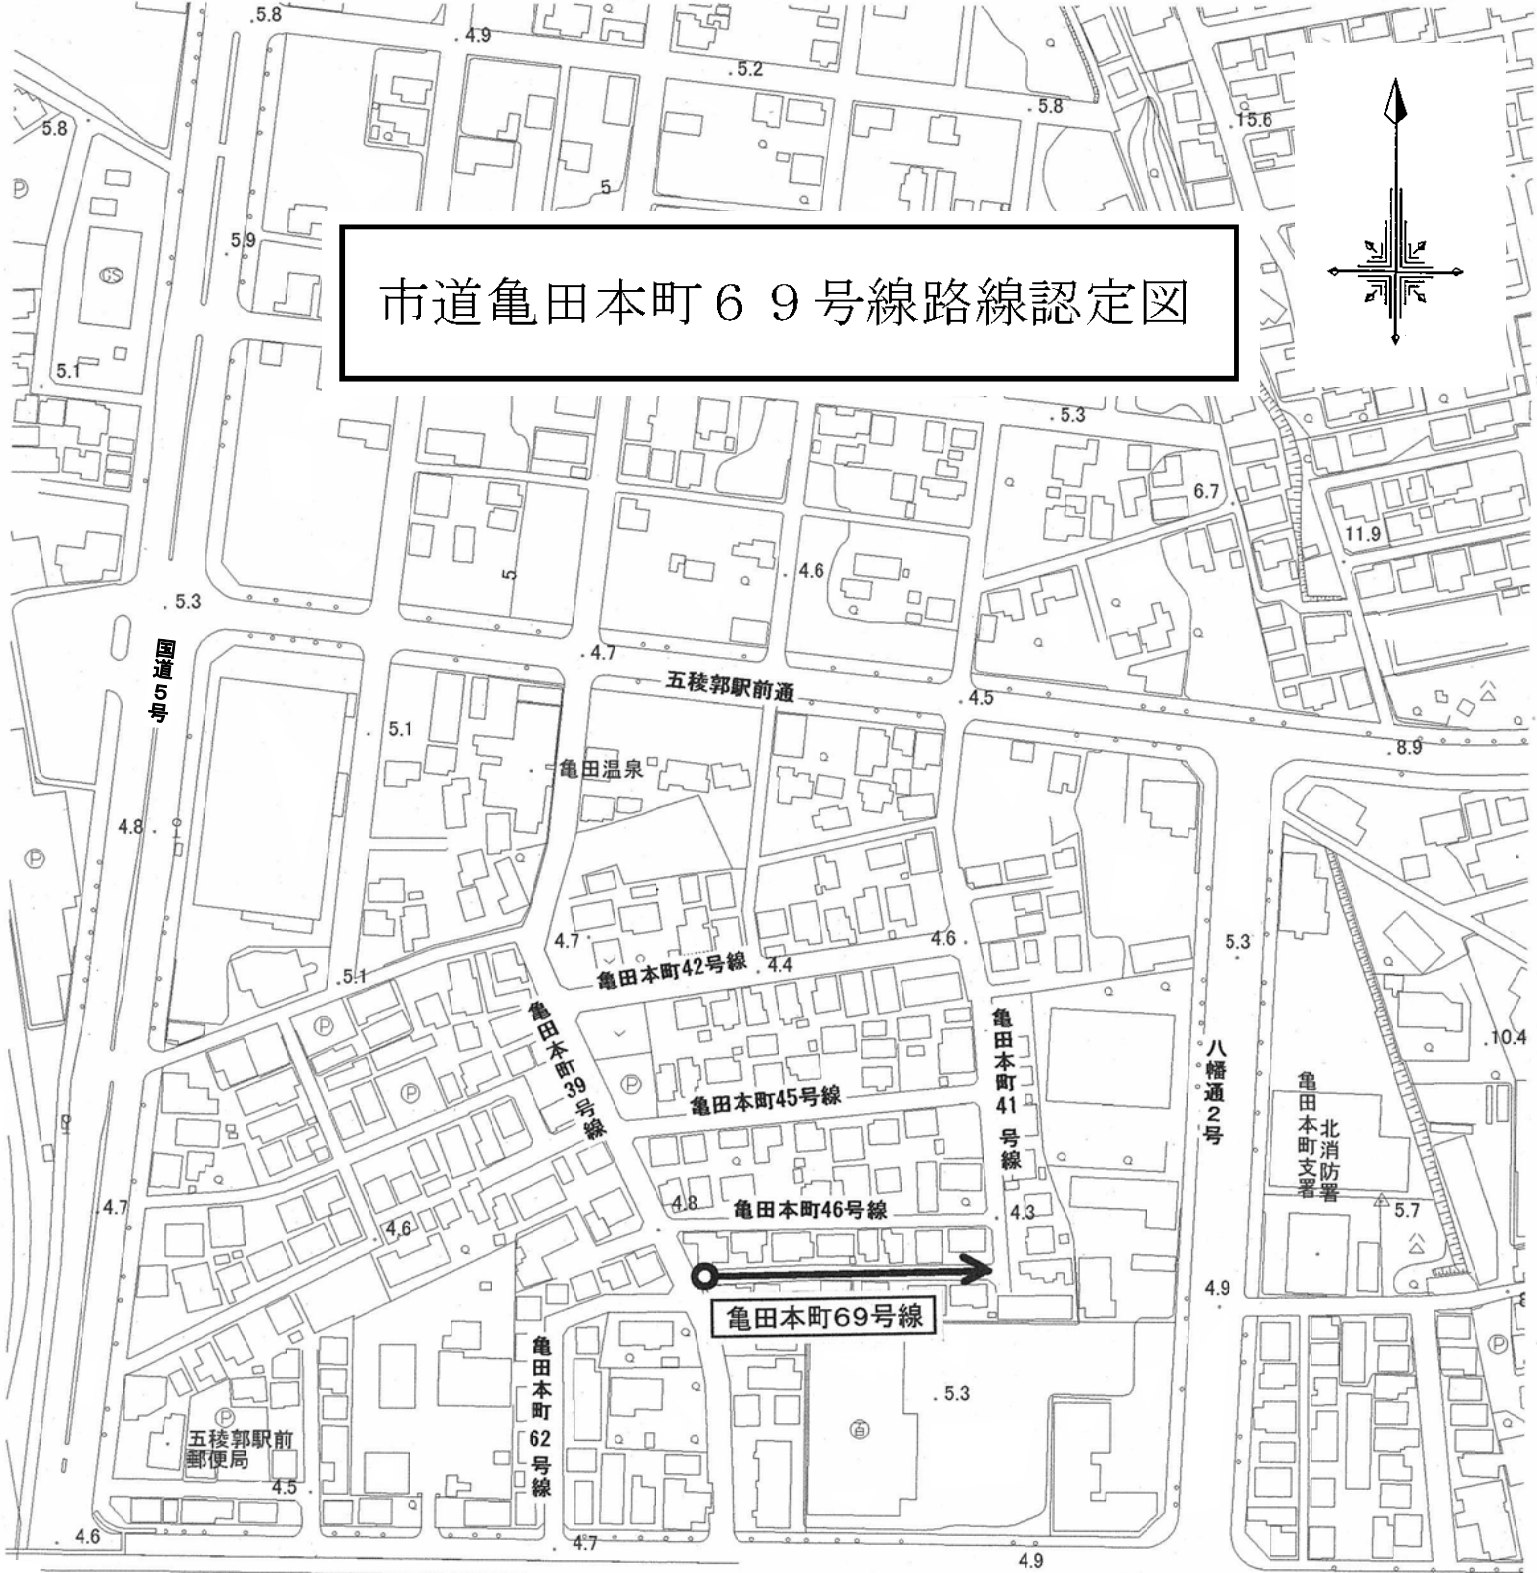 5.8
4.9
5.2
5.8
5.8
15.6
P
5
5.9
GS
市道亀田本町６９号線路線認定図
5.1
5.3
6.7
11.9
5
4.6
5.3
国道5号
4.7
五稜郭駅前通
4.5
5.1
8.9
亀田温泉
4.8
P
4.7
4.6
5.3
亀田本町42号線
4.4
5.1
亀田本町39号線
P
亀田本町41号線
八幡通2号
10.4
P
P
亀田本町45号線
北消防署
亀田本町支署
4.7
4.8
亀田本町46号線
4.3
5.7
4.6
4.9
亀田本町69号線
亀田本町62号線
P
5.3
P
百
五稜郭駅前
郵便局
4.5
4.6
4.7
4.9